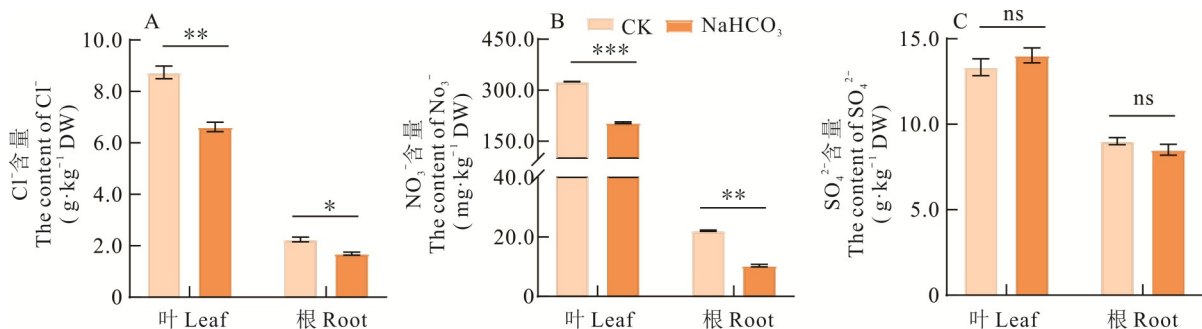 A
Cl⁻含量
The content of Cl⁻
(g·kg⁻¹ DW)
10.0
8.0
6.0
4.0
2.0
0
**
*
叶 Leaf
根 Root
B
CK
NaHCO₃
NO₃⁻含量
The content of No₃⁻
(mg·kg⁻¹ DW)
450.0
300.0
150.0
40.0
20.0
0.0
***
**
叶 Leaf
根 Root
C
SO₄²⁻含量
The content of SO₄²⁻
(g·kg⁻¹ DW)
15.0
10.0
5.0
0.0
ns
ns
叶 Leaf
根 Root